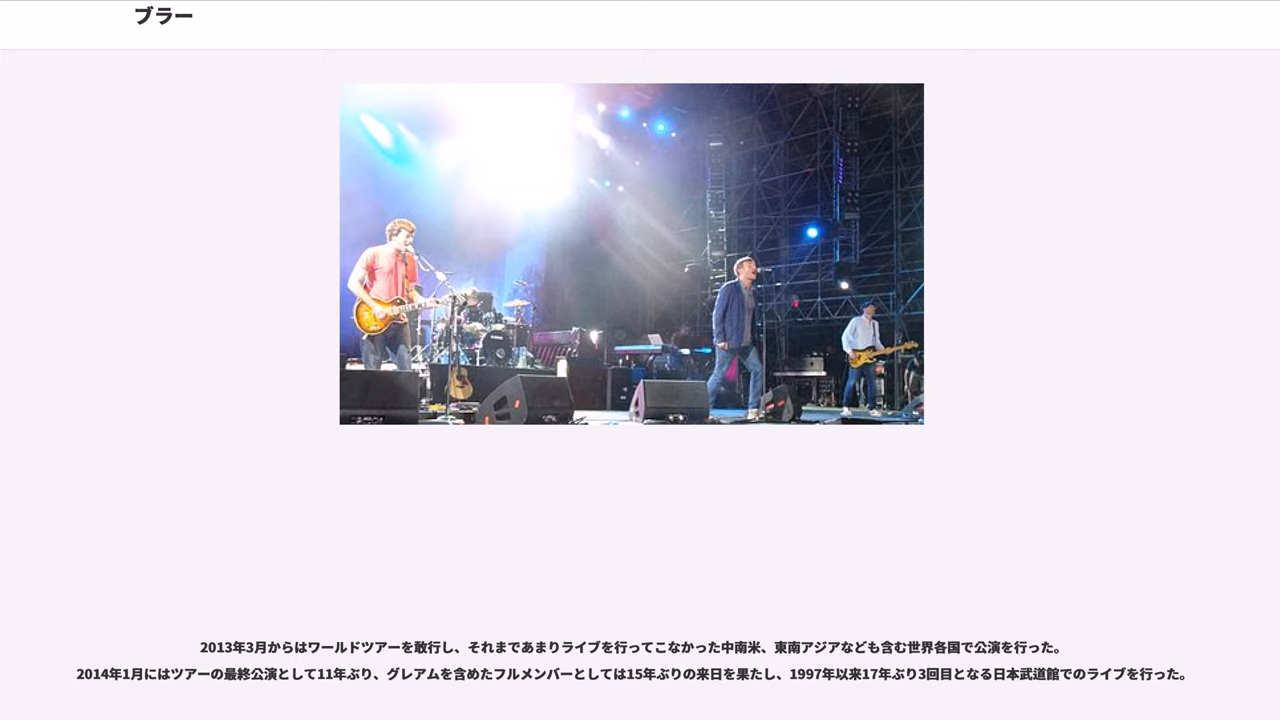 ブラー
2013年3月からはワールドツアーを敢行し、それまであまりライブを行ってこなかった中南米、東南アジアなども含む世界各国で公演を行った。
2014年1月にはツアーの最終公演として11年ぶり、グレアムを含めたフルメンバーとしては15年ぶりの来日を果たし、1997年以来17年ぶり3回目となる日本武道館でのライブを行った。